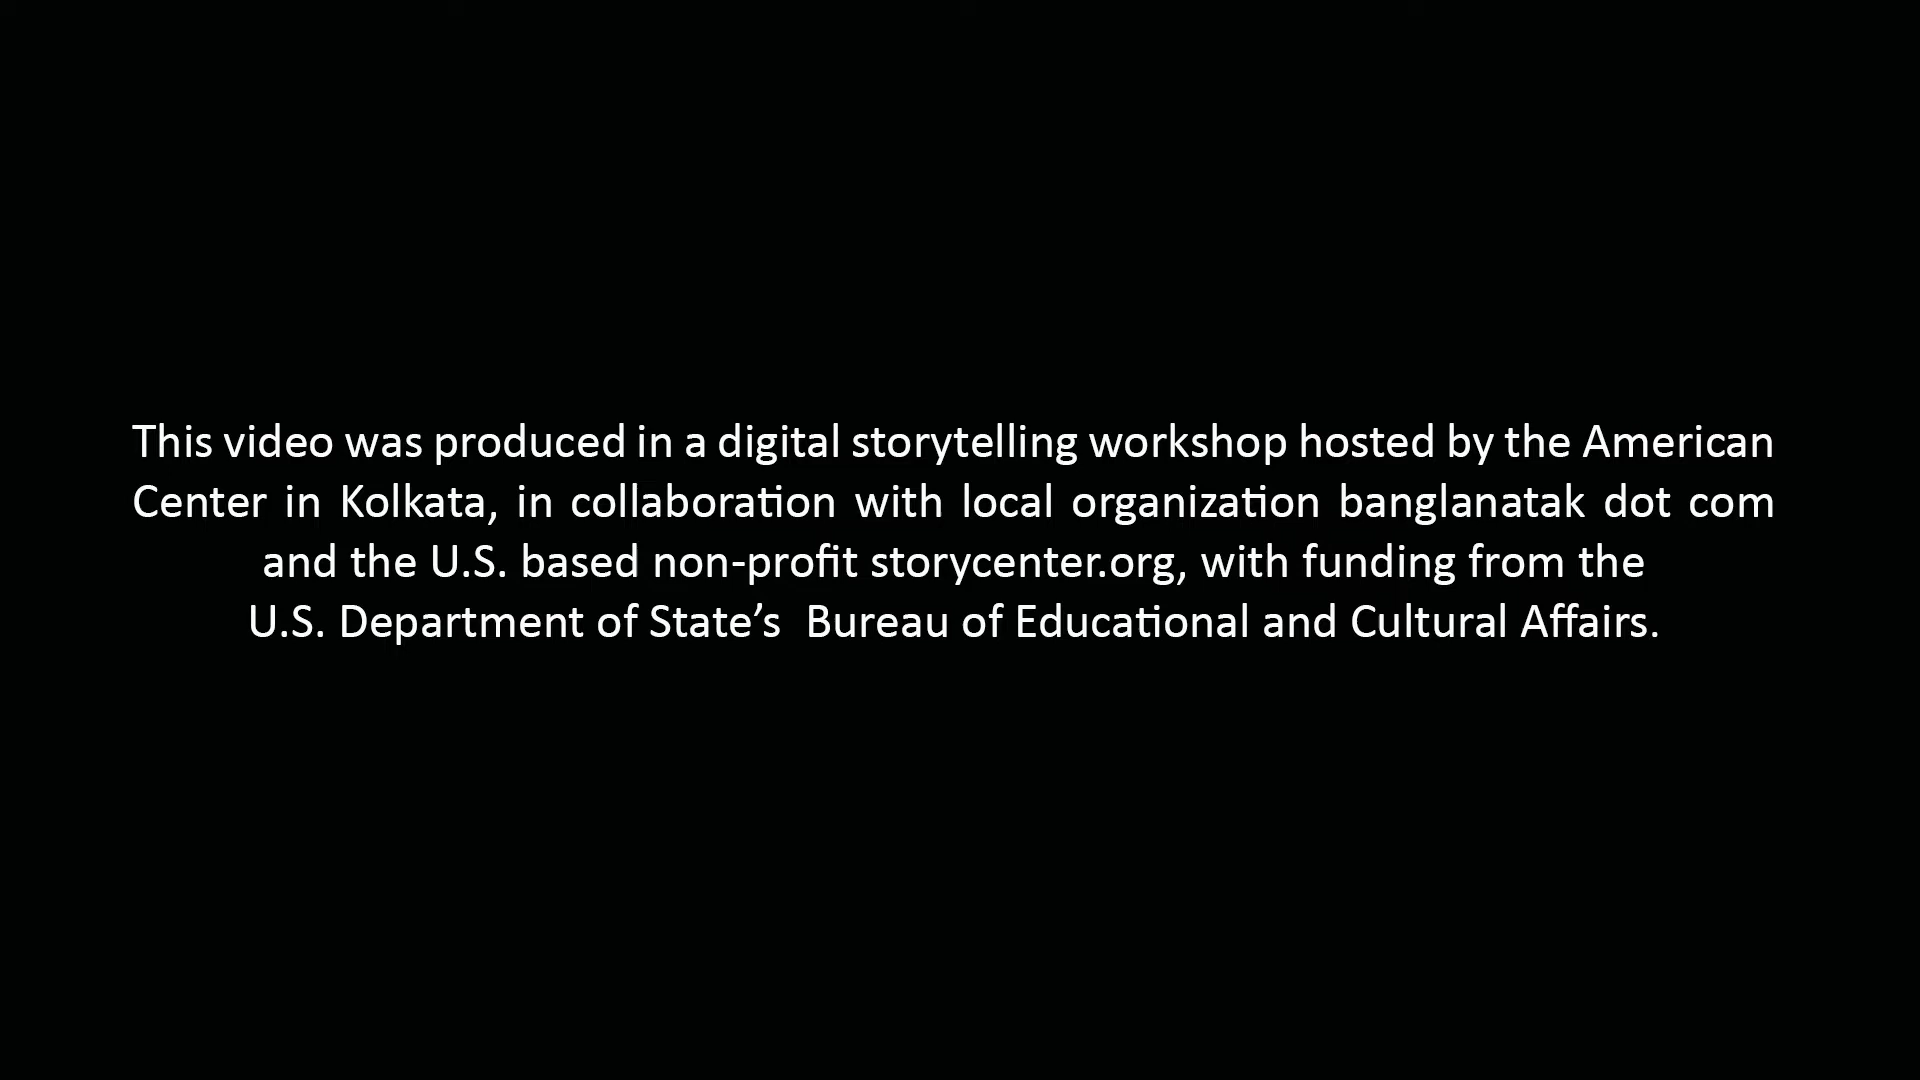 This video was produced in a digital storytelling workshop hosted by the American
Center in Kolkata, in collaboration with local organization banglanatak dot com
and the U.S. based non-profit storycenter.org, with funding from the
U.S. Department of State’s  Bureau of Educational and Cultural Affairs.